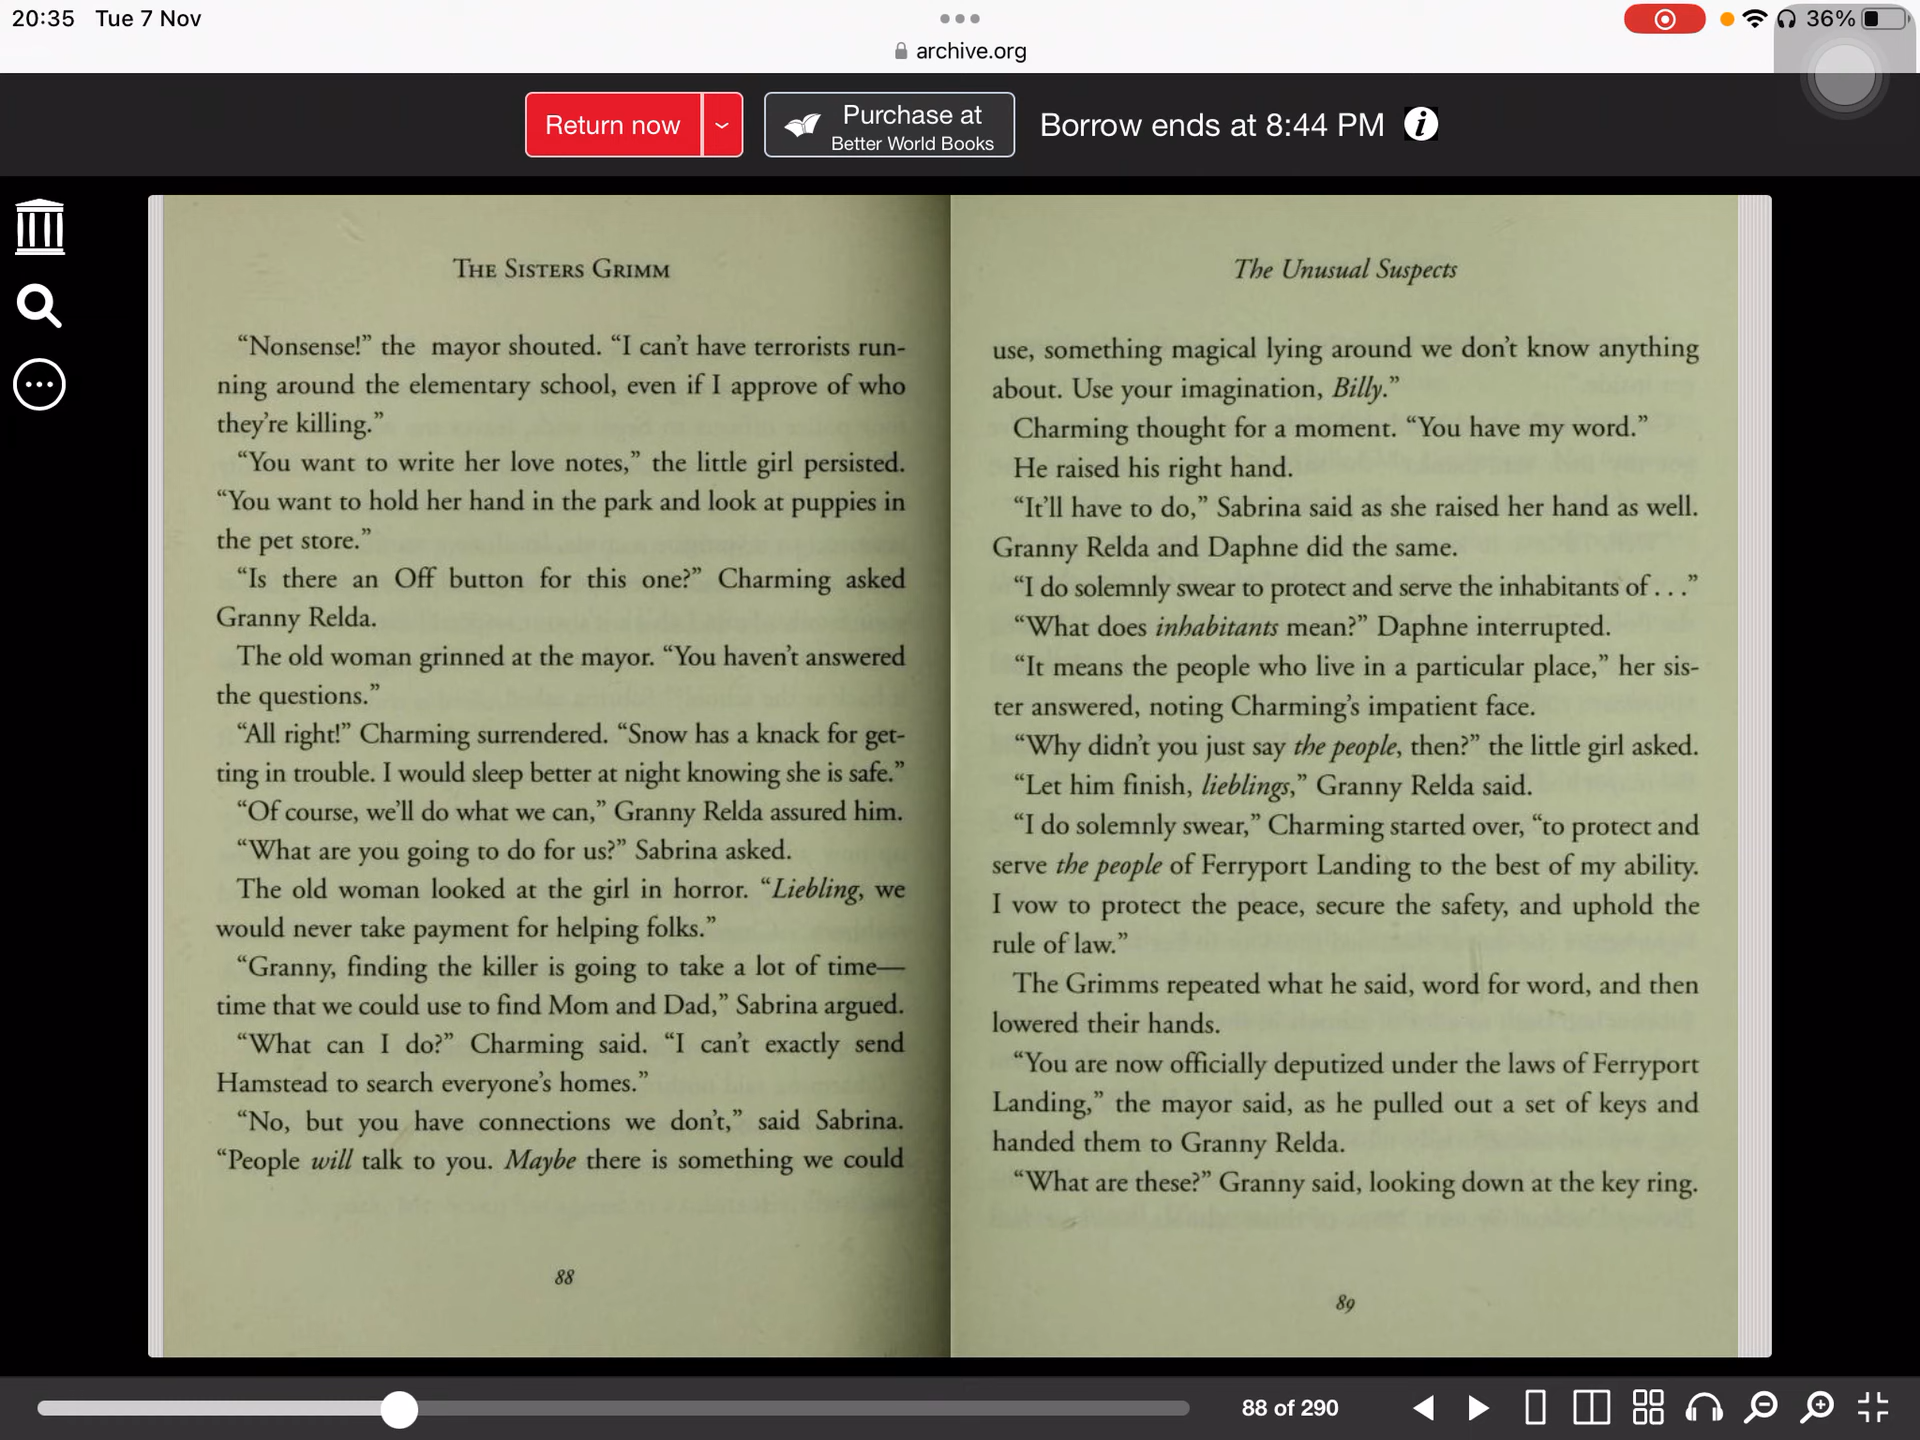 20:35 Tue 7 Nov
36%
archive.org
Return now
Purchase at
Better World Books
Borrow ends at 8:44 PM
THE SISTERS GRIMM
“Nonsense!” the mayor shouted. “I can’t have terrorists run-
ning around the elementary school, even if I approve of who
they’re killing.”
“You want to write her love notes,” the little girl persisted.
“You want to hold her hand in the park and look at puppies in
the pet store.”
“Is there an Off button for this one?” Charming asked
Granny Relda.
The old woman grinned at the mayor. “You haven’t answered
the questions.”
“All right!” Charming surrendered. “Snow has a knack for get-
ting in trouble. I would sleep better at night knowing she is safe.”
“Of course, we’ll do what we can,” Granny Relda assured him.
“What are you going to do for us?” Sabrina asked.
The old woman looked at the girl in horror. “Liebling, we
would never take payment for helping folks.”
“Granny, finding the killer is going to take a lot of time—
time that we could use to find Mom and Dad,” Sabrina argued.
“What can I do?” Charming said. “I can’t exactly send
Hamstead to search everyone’s homes.”
“No, but you have connections we don’t,” said Sabrina.
“People will talk to you. Maybe there is something we could
88
The Unusual Suspects
use, something magical lying around we don’t know anything
about. Use your imagination, Billy.”
Charming thought for a moment. “You have my word.”
He raised his right hand.
“It’ll have to do,” Sabrina said as she raised her hand as well.
Granny Relda and Daphne did the same.
“I do solemnly swear to protect and serve the inhabitants of . . .”
“What does inhabitants mean?” Daphne interrupted.
“It means the people who live in a particular place,” her sis-
ter answered, noting Charming’s impatient face.
“Why didn’t you just say the people, then?” the little girl asked.
“Let him finish, lieblings,” Granny Relda said.
“I do solemnly swear,” Charming started over, “to protect and
serve the people of Ferryport Landing to the best of my ability.
I vow to protect the peace, secure the safety, and uphold the
rule of law.”
The Grimms repeated what he said, word for word, and then
lowered their hands.
“You are now officially deputized under the laws of Ferryport
Landing,” the mayor said, as he pulled out a set of keys and
handed them to Granny Relda.
“What are these?” Granny said, looking down at the key ring.
89
88 of 290